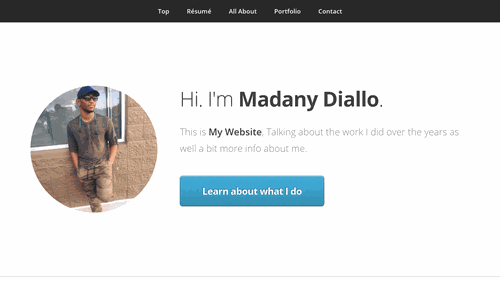 Top Résumé All About Portfolio Contact
Hi. I'm Madany Diallo.
This is My Website. Talking about the work I did over the years as
well a bit more info about me.
Learn about what I do